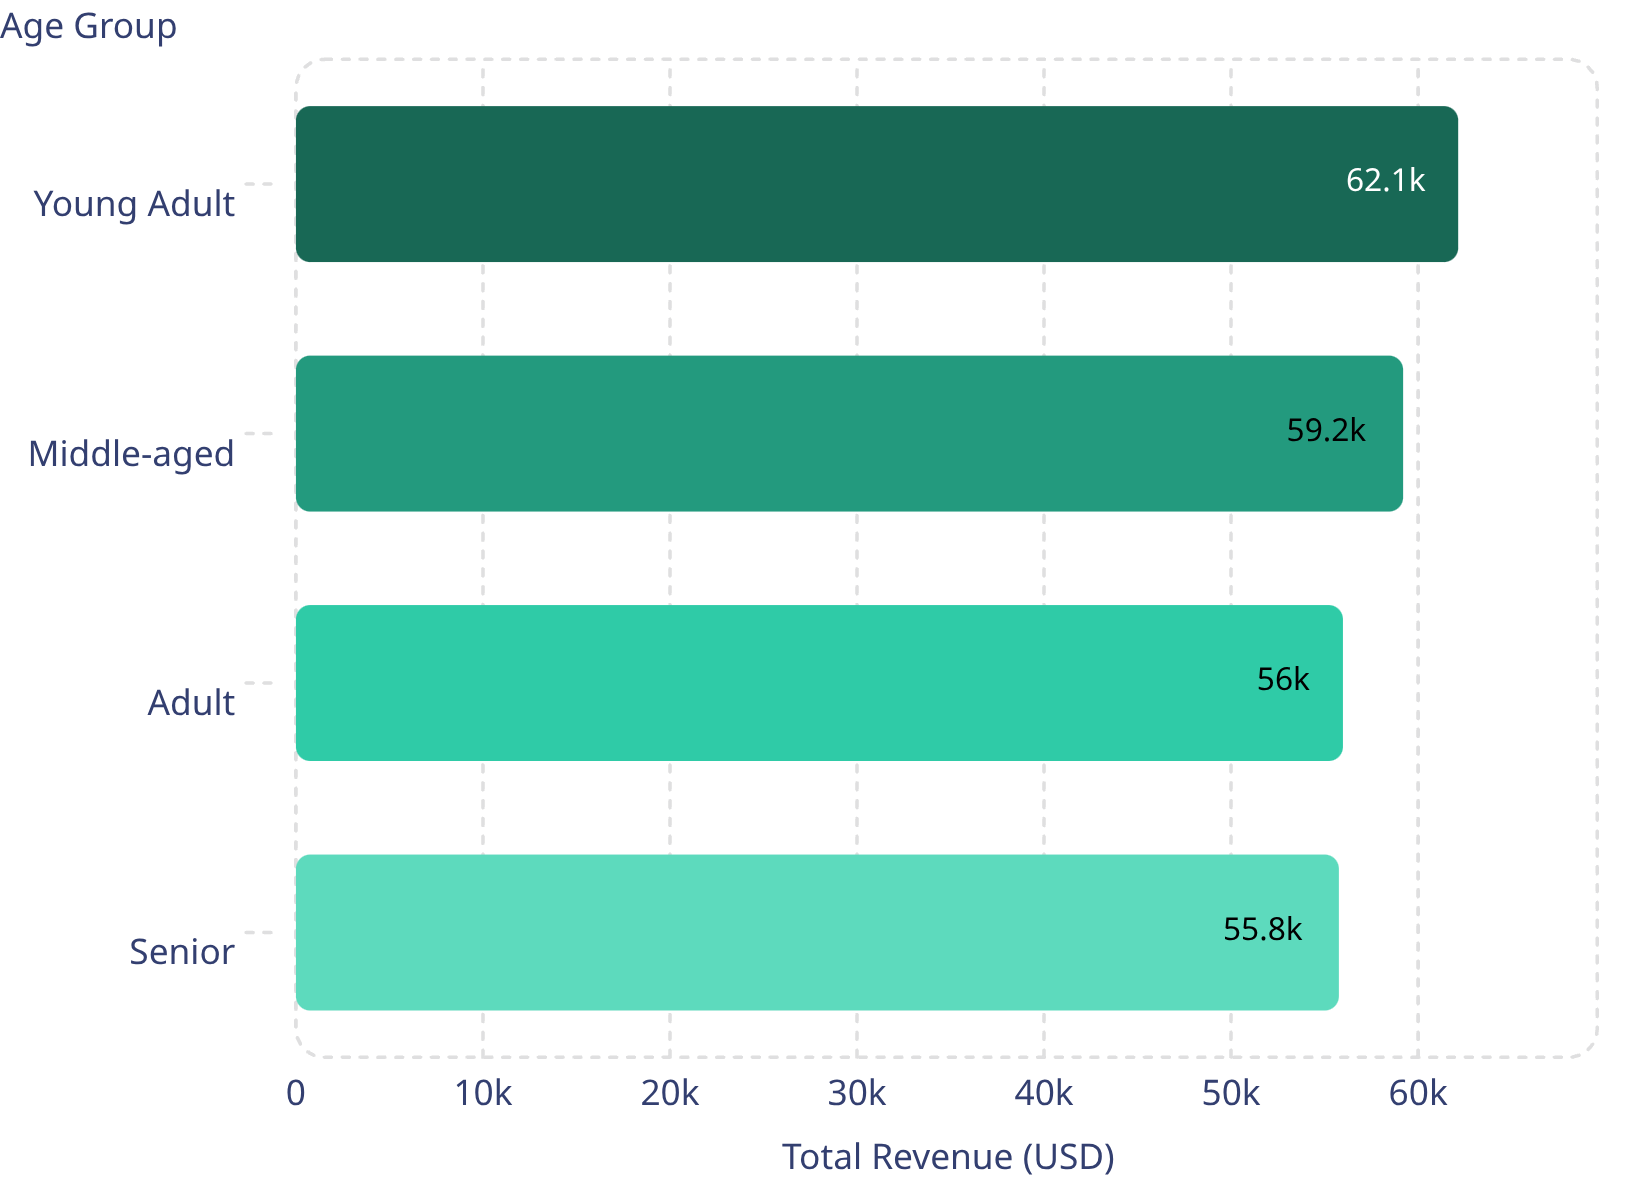 Age Group
Young Adult
62.1k
Middle-aged
59.2k
Adult
56k
Senior
55.8k
0 10k 20k 30k 40k 50k 60k
Total Revenue (USD)